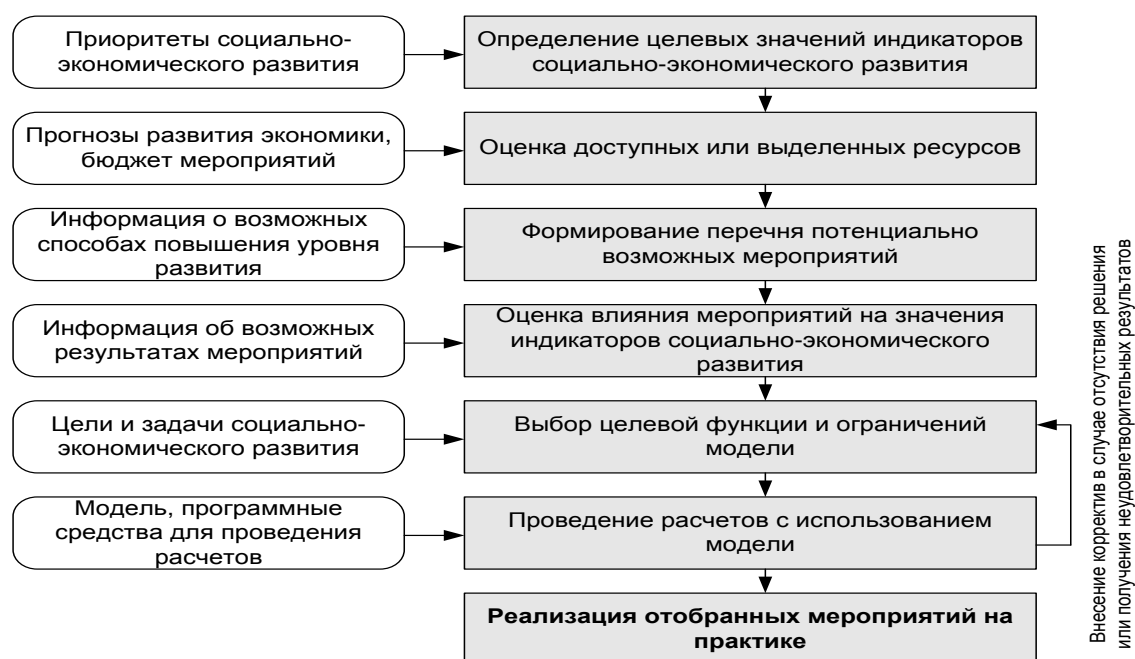 Приоритеты социально-
экономического развития
Определение целевых значений индикаторов
социально-экономического развития
Прогнозы развития экономики,
бюджет мероприятий
Оценка доступных или выделенных ресурсов
Информация о возможных
способах повышения уровня
развития
Формирование перечня потенциально
возможных мероприятий
Информация об возможных
результатах мероприятий
Оценка влияния мероприятий на значения
индикаторов социально-экономического
развития
Цели и задачи социально-
экономического развития
Выбор целевой функции и ограничений
модели
Модель, программные
средства для проведения
расчетов
Проведение расчетов с использованием
модели
Реализация отобранных мероприятий на
практике
Внесение корректив в случае отсутствия решения
или получения неудовлетворительных результатов